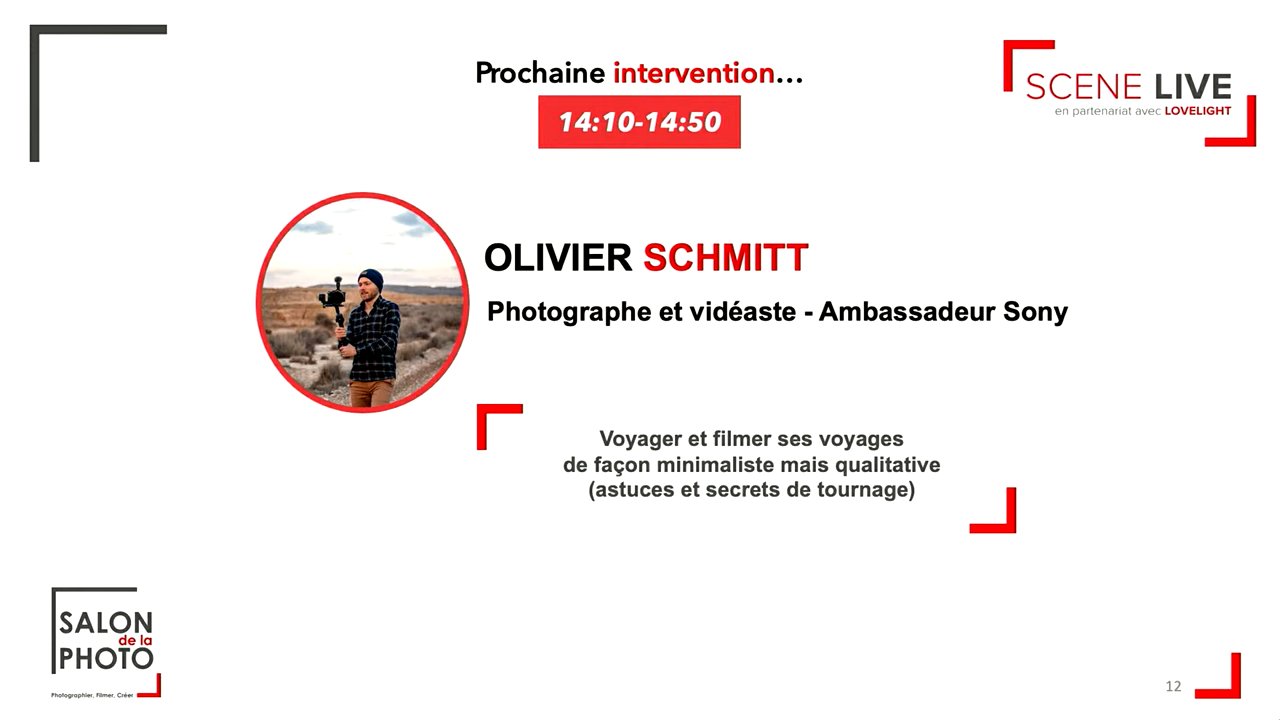 Prochaine intervention...
14:10-14:50
SCENE LIVE
en partenariat avec LOVELIGHT
OLIVIER SCHMITT
Photographe et vidéaste - Ambassadeur Sony
Voyager et filmer ses voyages
de façon minimaliste mais qualitative
(astuces et secrets de tournage)
SALON
de la
PHOTO
Photographier, Filmer, Créer
12